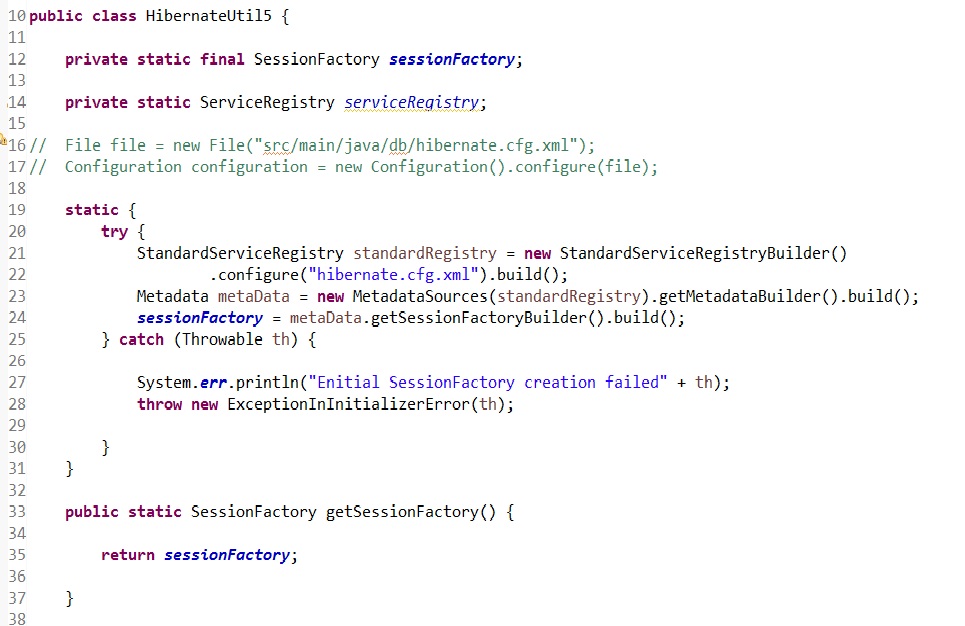 10 public class HibernateUtil5 {
11
12     private static final SessionFactory sessionFactory;
13
14     private static ServiceRegistry serviceRegistry;
15
16 //  File file = new File("src/main/java/db/hibernate.cfg.xml");
17 //  Configuration configuration = new Configuration().configure(file);
18
19     static {
20         try {
21             StandardServiceRegistry standardRegistry = new StandardServiceRegistryBuilder()
22                     .configure("hibernate.cfg.xml").build();
23             Metadata metaData = new MetadataSources(standardRegistry).getMetadataBuilder().build();
24             sessionFactory = metaData.getSessionFactoryBuilder().build();
25         } catch (Throwable th) {
26
27             System.err.println("Enitial SessionFactory creation failed" + th);
28             throw new ExceptionInInitializerError(th);
29
30         }
31     }
32
33     public static SessionFactory getSessionFactory() {
34
35         return sessionFactory;
36
37     }
38